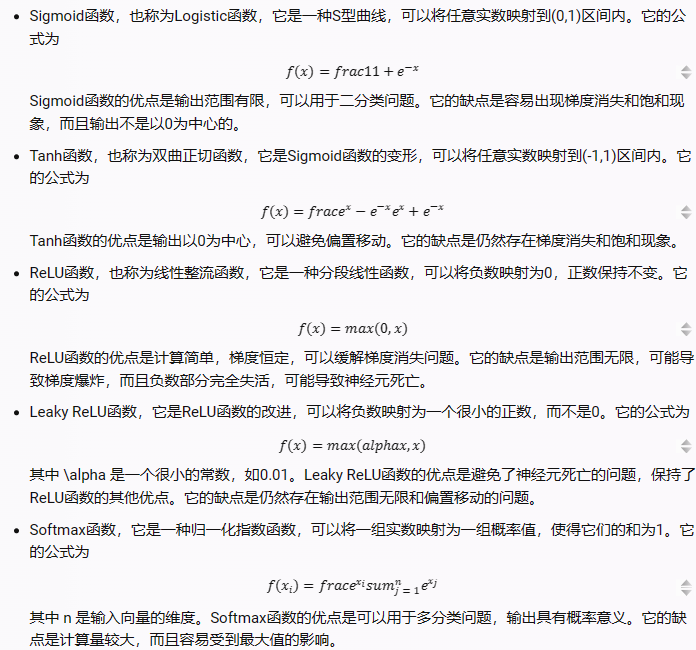 • Sigmoid函数，也称为Logistic函数，它是一种S型曲线，可以将任意实数映射到(0,1)区间内。它的公
式为
f(x) = frac11 + e^{-x}
Sigmoid函数的优点是输出范围有限，可以用于二分类问题。它的缺点是容易出现梯度消失和饱和现
象，而且输出不是以0为中心的。
• Tanh函数，也称为双曲正切函数，它是Sigmoid函数的变形，可以将任意实数映射到(-1,1)区间内。它
的公式为
f(x) = frace^x − e^{-x}e^x + e^{-x}
Tanh函数的优点是输出以0为中心，可以避免偏置移动。它的缺点是仍然存在梯度消失和饱和现象。
• ReLU函数，也称为线性整流函数，它是一种分段线性函数，可以将负数映射为0，正数保持不变。它
的公式为
f(x) = max(0, x)
ReLU函数的优点是计算简单，梯度恒定，可以缓解梯度消失问题。它的缺点是输出范围无限，可能导
致梯度爆炸，而且负数部分完全失活，可能导致神经元死亡。
• Leaky ReLU函数，它是ReLU函数的改进，可以将负数映射为一个很小的正数，而不是0。它的公式为
f(x) = max(alphax, x)
其中 \alpha 是一个很小的常数，如0.01。Leaky ReLU函数的优点是避免了神经元死亡的问题，保持了
ReLU函数的其他优点。它的缺点是仍然存在输出范围无限和偏置移动的问题。
• Softmax函数，它是一种归一化指数函数，可以将一组实数映射为一组概率值，使得它们的和为1。它
的公式为
f(x_i) = frace^{x_i}sum_{j=1}^n e^{x_j}
其中 n 是输入向量的维度。Softmax函数的优点是可以用于多分类问题，输出具有概率意义。它的缺
点是计算量较大，而且容易受到最大值的影响。